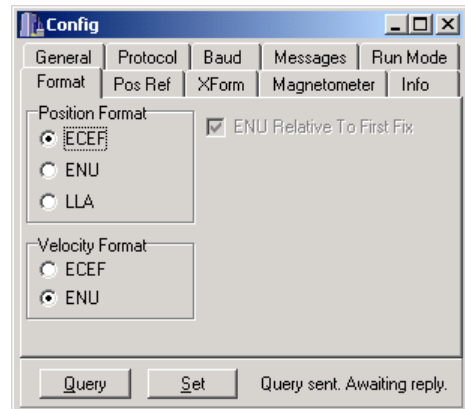 Config
General Protocol Baud Messages Run Mode
Format Pos Ref XForm Magnetometer Info
Position Format
ECEF
ENU
LLA
ENU Relative To First Fix
Velocity Format
ECEF
ENU
Query Set Query sent. Awaiting reply.